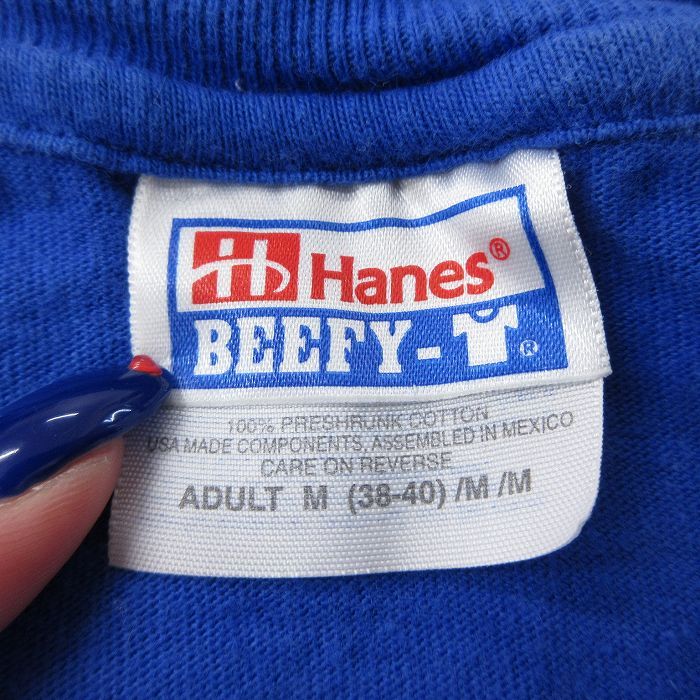 Hanes®
BEEFY-T®
100% PRESHRUNK COTTON
USA MADE COMPONENTS, ASSEMBLED IN MEXICO
CARE ON REVERSE
ADULT M (38-40) /M /M